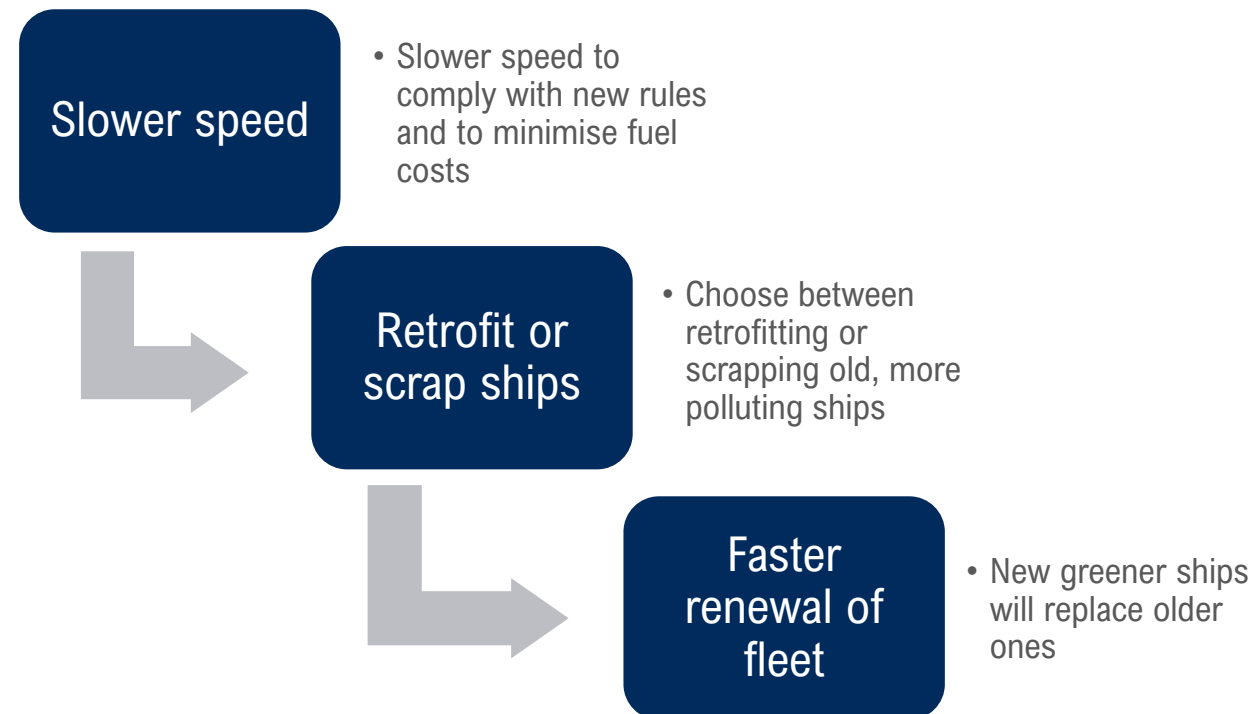 Slower speed
• Slower speed to
comply with new rules
and to minimise fuel
costs
Retrofit or
scrap ships
• Choose between
retrofitting or
scrapping old, more
polluting ships
Faster
renewal of
fleet
• New greener ships
will replace older
ones